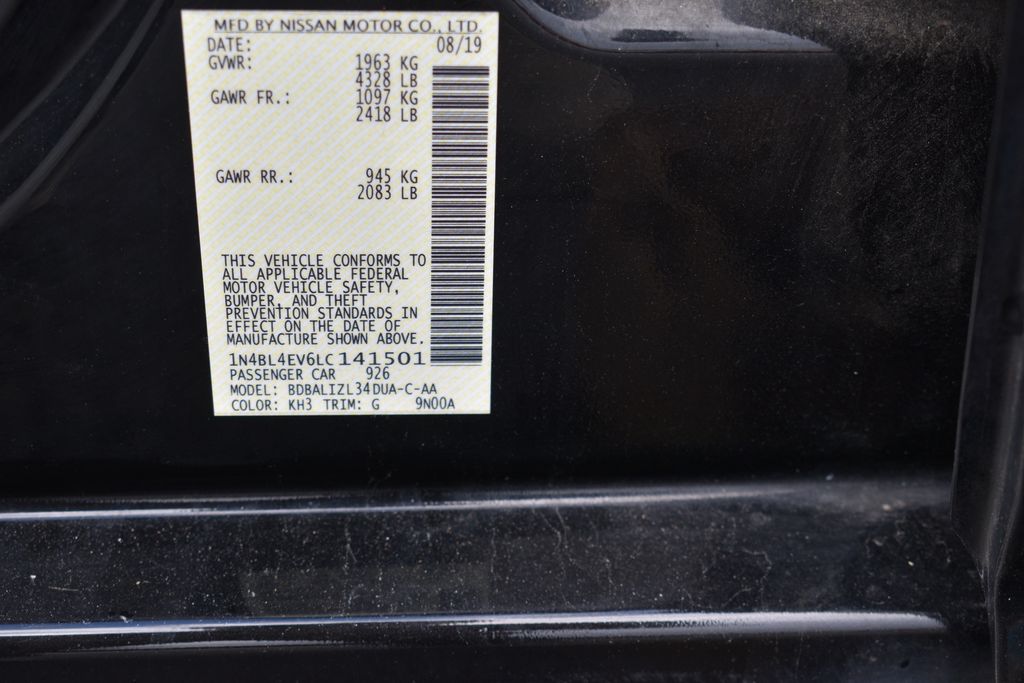 MFD BY NISSAN MOTOR CO., LTD.
DATE: 08/19
GVWR: 1963 KG
4328 LB
GAWR FR.: 1097 KG
2418 LB
GAWR RR.: 945 KG
2083 LB
THIS VEHICLE CONFORMS TO
ALL APPLICABLE FEDERAL
MOTOR VEHICLE SAFETY,
BUMPER, AND THEFT
PREVENTION STANDARDS IN
EFFECT ON THE DATE OF
MANUFACTURE SHOWN ABOVE.
1N4BL4EV6LC141501
PASSENGER CAR 926
MODEL: BDBALIZL34DUA-C-AA
COLOR: KH3 TRIM: G 9N00A